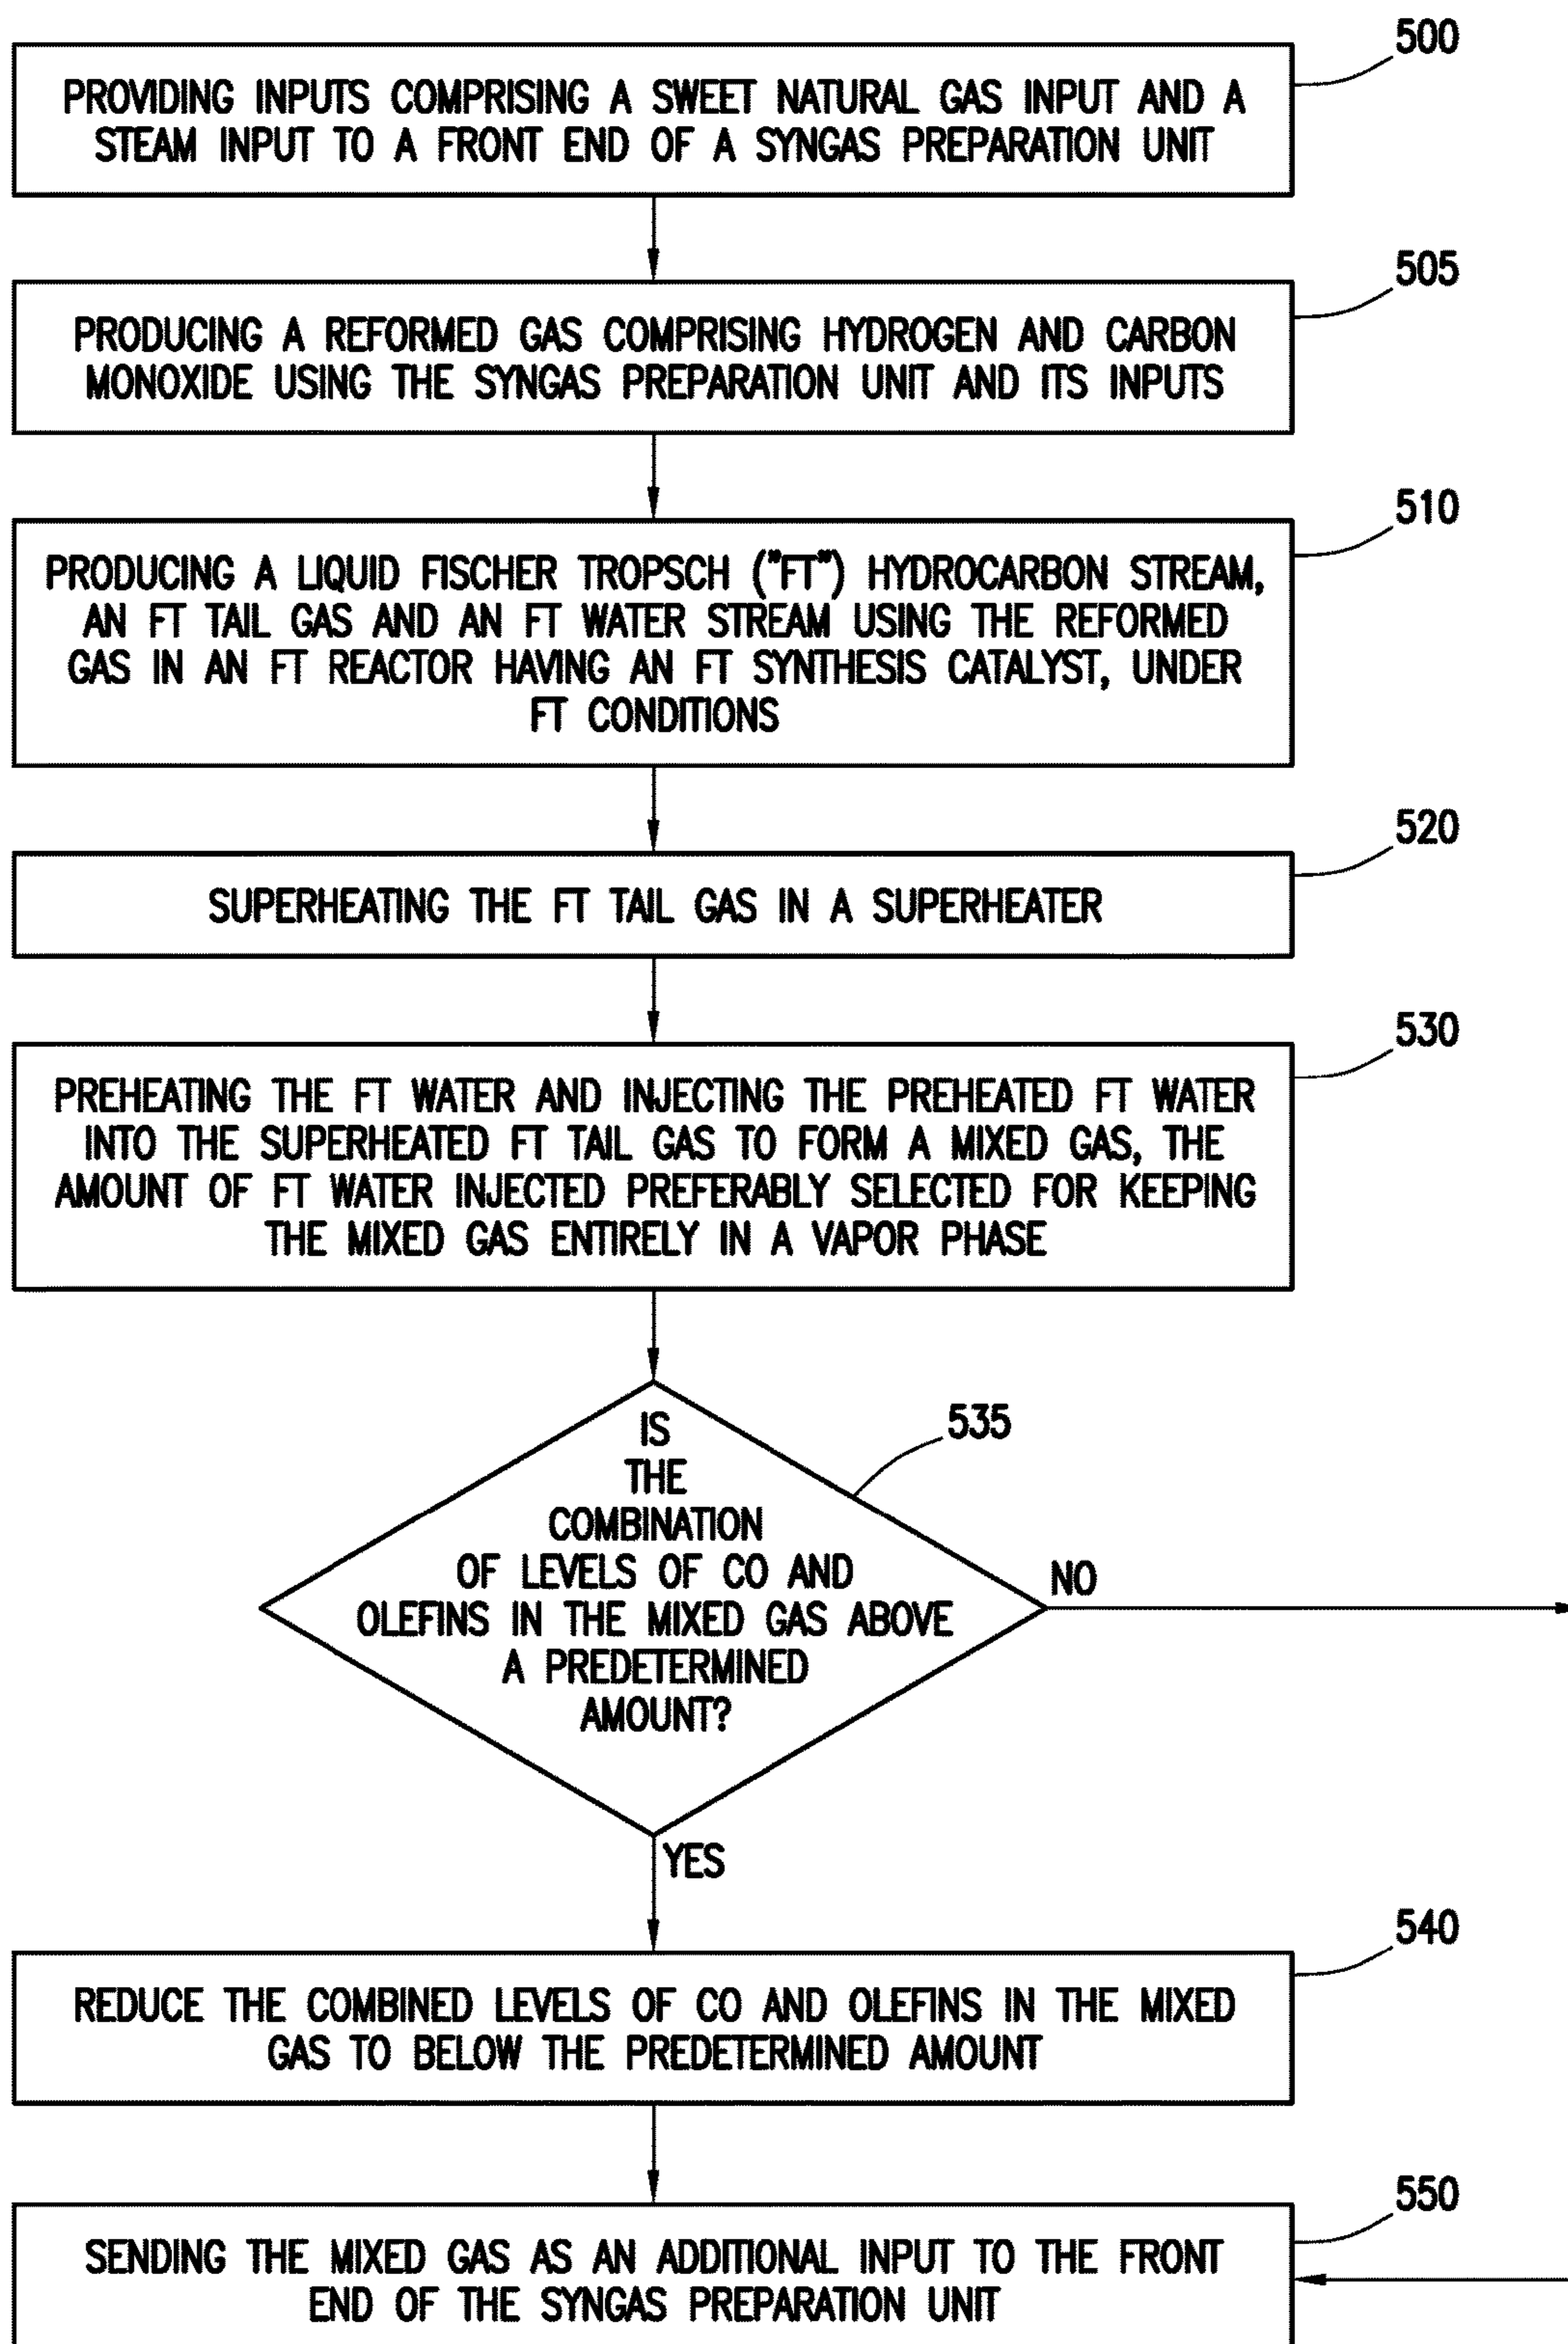 500
PROVIDING INPUTS COMPRISING A SWEET NATURAL GAS INPUT AND A
STEAM INPUT TO A FRONT END OF A SYNGAS PREPARATION UNIT
505
PRODUCING A REFORMED GAS COMPRISING HYDROGEN AND CARBON
MONOXIDE USING THE SYNGAS PREPARATION UNIT AND ITS INPUTS
510
PRODUCING A LIQUID FISCHER TROPSCH ("FT") HYDROCARBON STREAM,
AN FT TAIL GAS AND AN FT WATER STREAM USING THE REFORMED
GAS IN AN FT REACTOR HAVING AN FT SYNTHESIS CATALYST, UNDER
FT CONDITIONS
520
SUPERHEATING THE FT TAIL GAS IN A SUPERHEATER
530
PREHEATING THE FT WATER AND INJECTING THE PREHEATED FT WATER
INTO THE SUPERHEATED FT TAIL GAS TO FORM A MIXED GAS, THE
AMOUNT OF FT WATER INJECTED PREFERABLY SELECTED FOR KEEPING
THE MIXED GAS ENTIRELY IN A VAPOR PHASE
535
IS
THE
COMBINATION
OF LEVELS OF CO AND
OLEFINS IN THE MIXED GAS ABOVE
A PREDETERMINED
AMOUNT?
NO
YES
540
REDUCE THE COMBINED LEVELS OF CO AND OLEFINS IN THE MIXED
GAS TO BELOW THE PREDETERMINED AMOUNT
550
SENDING THE MIXED GAS AS AN ADDITIONAL INPUT TO THE FRONT
END OF THE SYNGAS PREPARATION UNIT